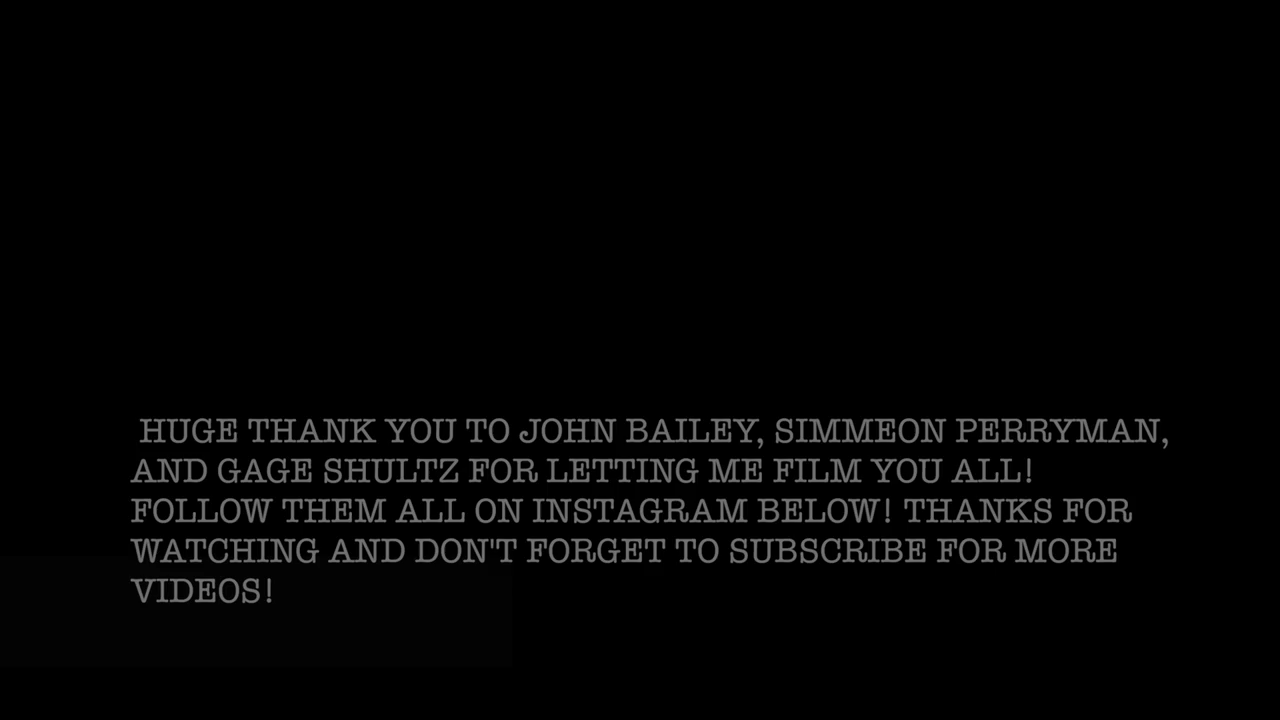 HUGE THANK YOU TO JOHN BAILEY, SIMMEON PERRYMAN,
AND GAGE SHULTZ FOR LETTING ME FILM YOU ALL!
FOLLOW THEM ALL ON INSTAGRAM BELOW! THANKS FOR
WATCHING AND DON'T FORGET TO SUBSCRIBE FOR MORE
VIDEOS!